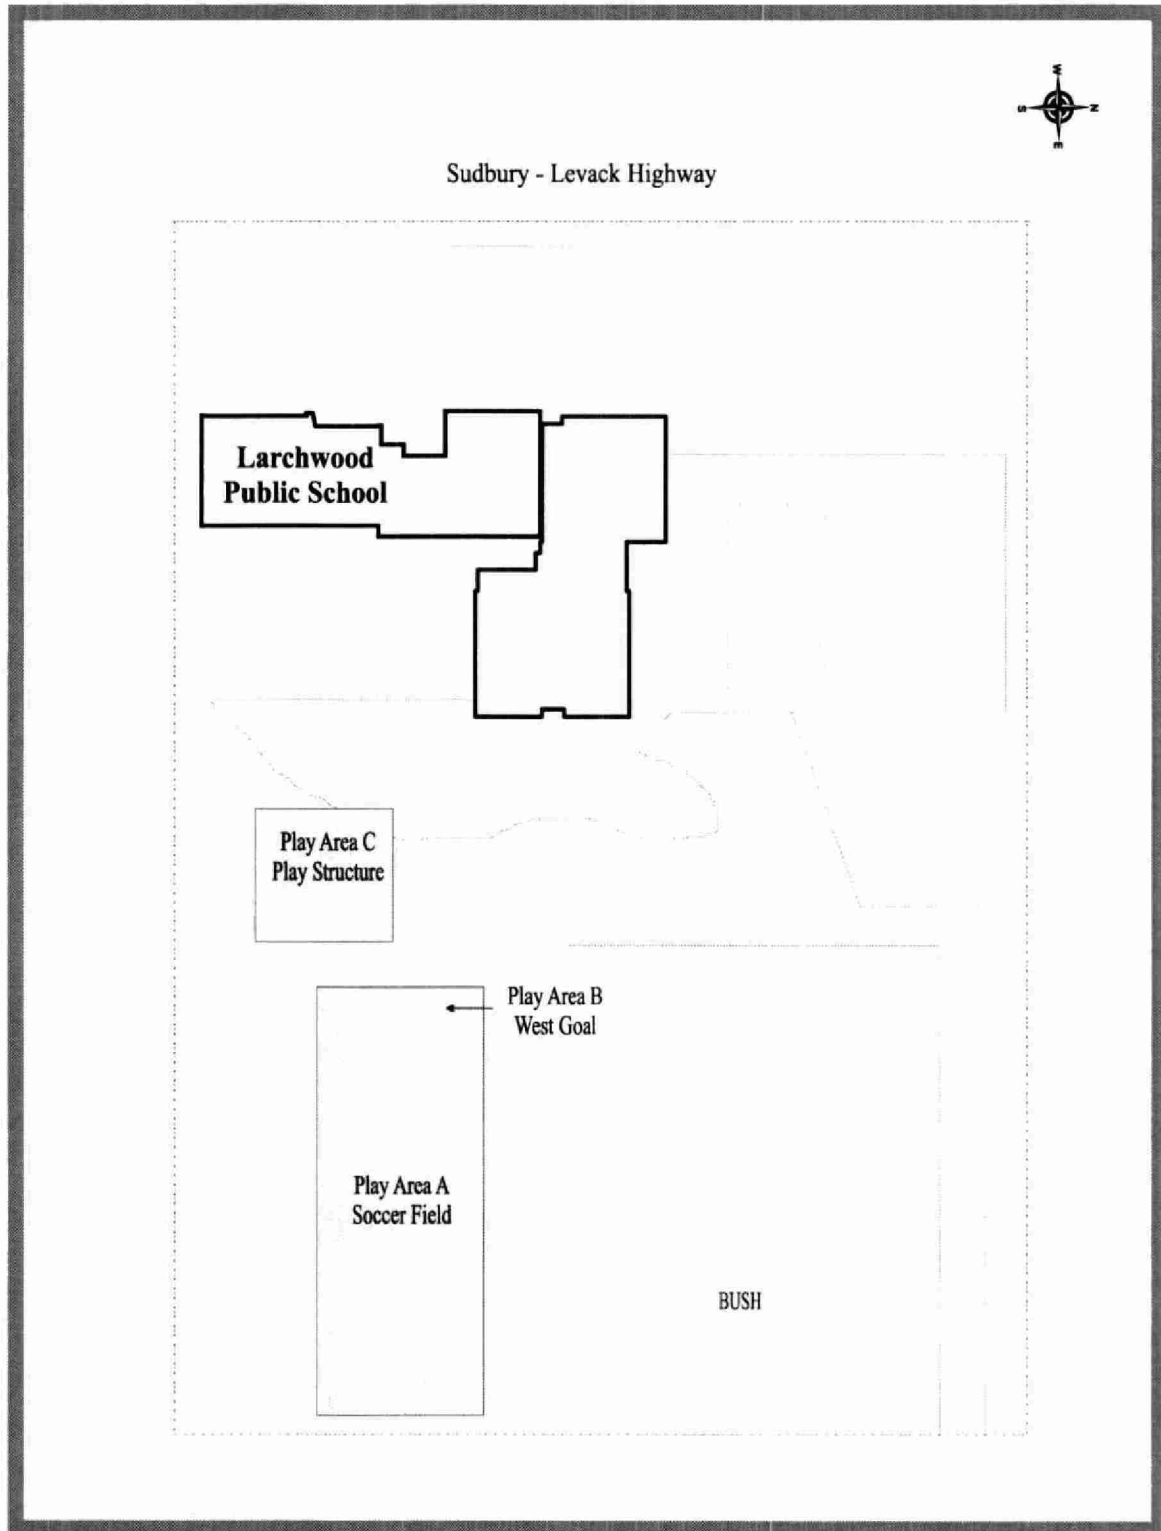 W
S N
E
Sudbury - Levack Highway
Larchwood
Public School
Play Area C
Play Structure
Play Area B
West Goal
Play Area A
Soccer Field
BUSH